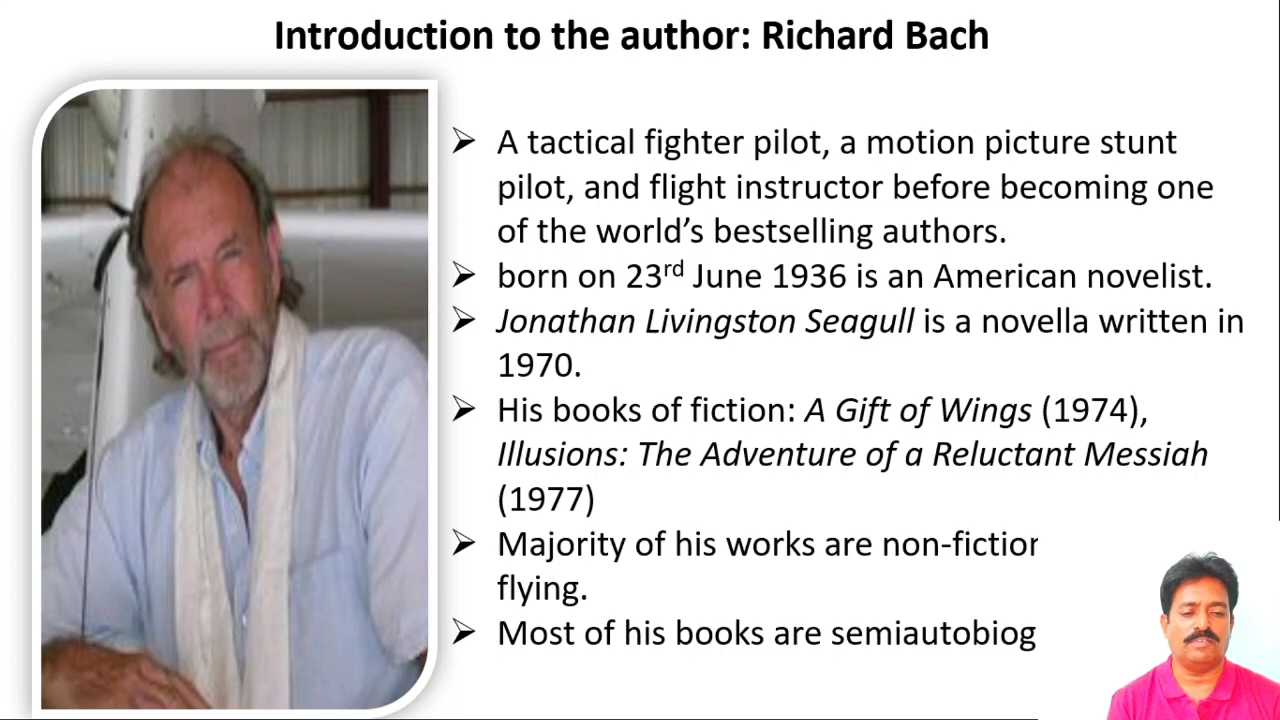 Introduction to the author: Richard Bach
➢ A tactical fighter pilot, a motion picture stunt
pilot, and flight instructor before becoming one
of the world’s bestselling authors.
➢ born on 23rd June 1936 is an American novelist.
➢ Jonathan Livingston Seagull is a novella written in
1970.
➢ His books of fiction: A Gift of Wings (1974),
Illusions: The Adventure of a Reluctant Messiah
(1977)
➢ Majority of his works are non-fiction
flying.
➢ Most of his books are semiautobiog